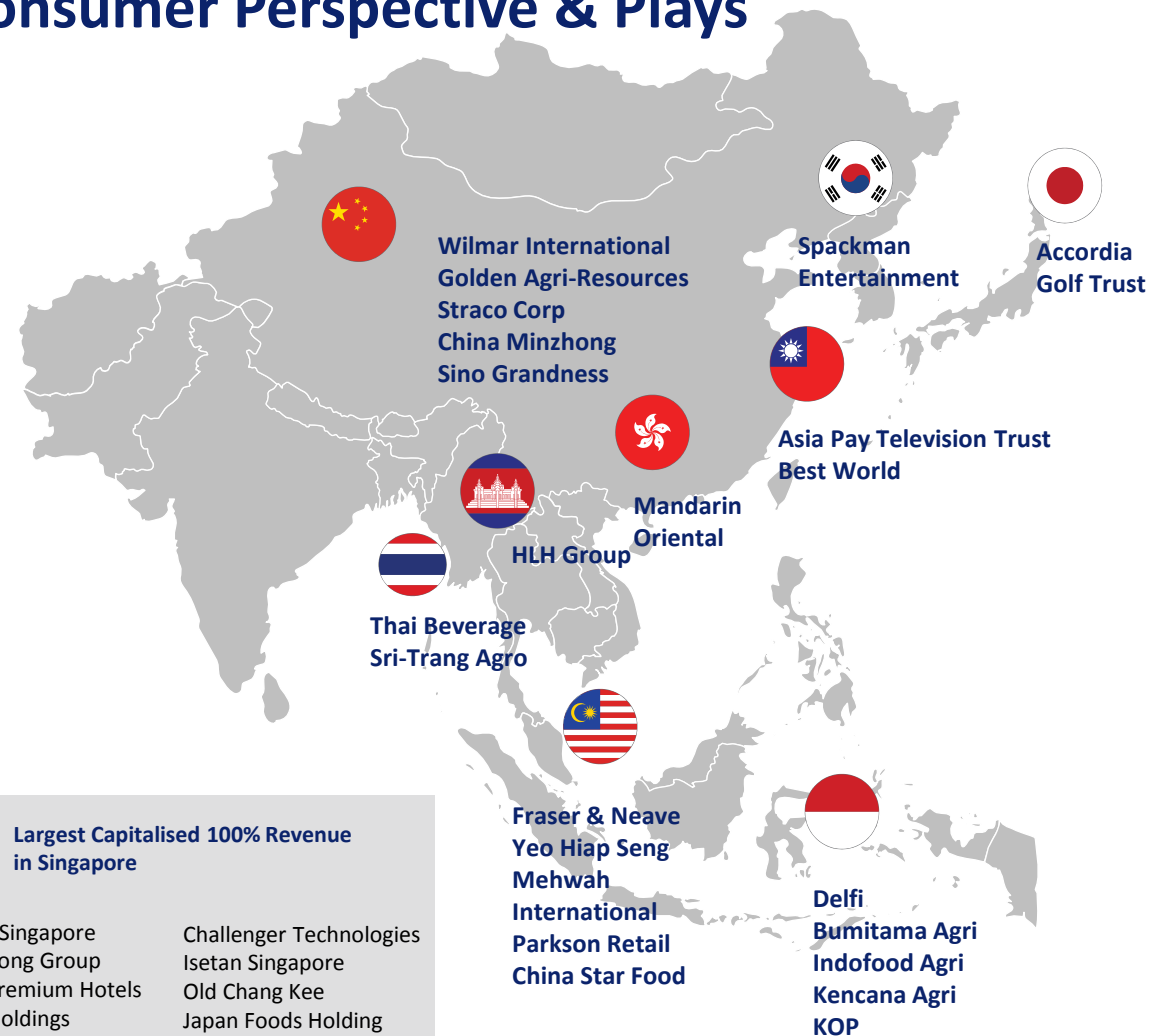 onsumer Perspective & Plays
Wilmar International
Golden Agri-Resources
Straco Corp
China Minzhong
Sino Grandness
Spackman
Entertainment
Accordia
Golf Trust
Asia Pay Television Trust
Best World
Mandarin
Oriental
HLH Group
Thai Beverage
Sri-Trang Agro
Fraser & Neave
Yeo Hiap Seng
Mehwah
International
Parkson Retail
China Star Food
Delfi
Bumitama Agri
Indofood Agri
Kencana Agri
KOP
Largest Capitalised 100% Revenue
in Singapore
Singapore
ong Group
remium Hotels
oldings
Challenger Technologies
Isetan Singapore
Old Chang Kee
Japan Foods Holding